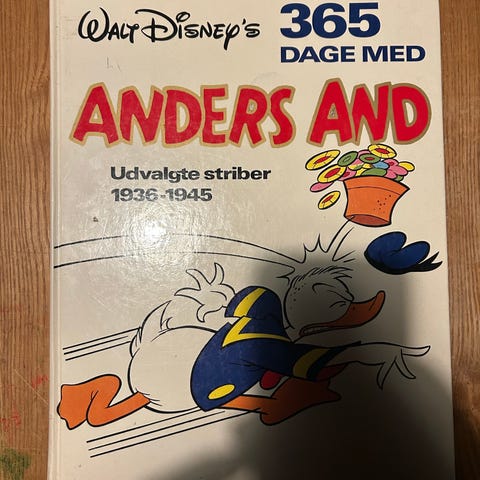 WALT DISNEY'S
365
DAGE MED
ANDERS AND
Udvalgte striber
1936-1945